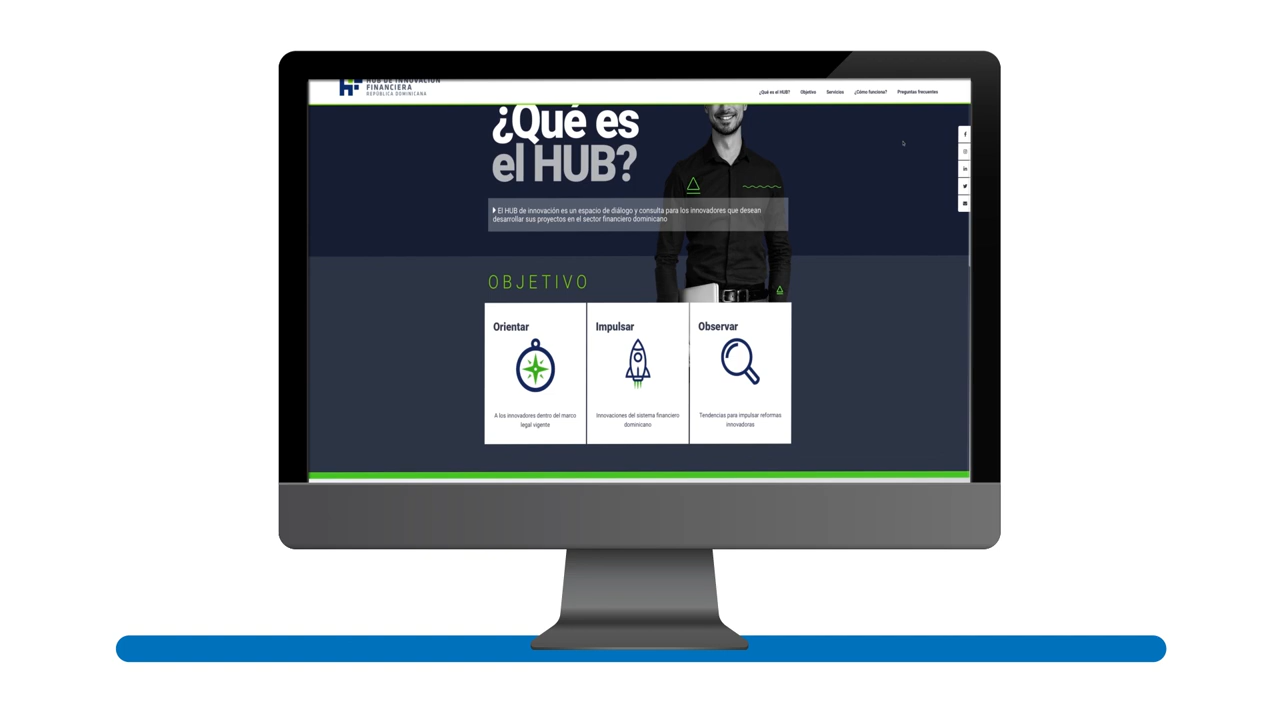 HUB DE INNOVACIÓN
FINANCIERA
REPÚBLICA DOMINICANA
¿Qué es el HUB? Objetivo Servicios ¿Cómo funciona? Preguntas frecuentes
¿Qué es
el HUB?
El HUB de innovación es un espacio de diálogo y consulta para los innovadores que desean
desarrollar sus proyectos en el sector financiero dominicano
OBJETIVO
Orientar
A los innovadores dentro del marco
legal vigente
Impulsar
Innovaciones del sistema financiero
dominicano
Observar
Tendencias para impulsar reformas
innovadoras